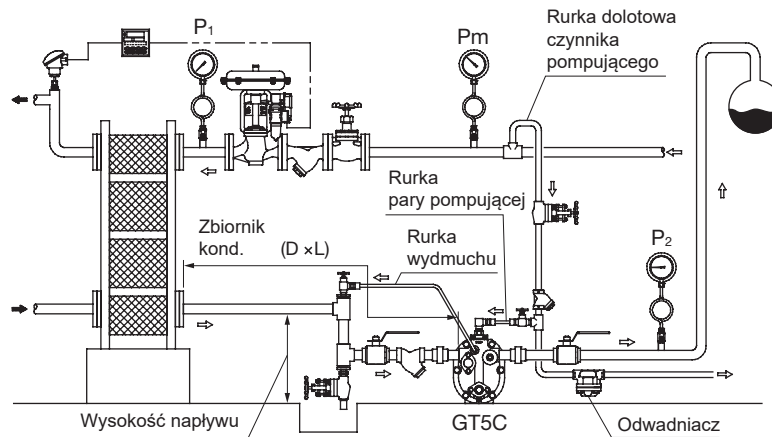 P1
Pm
Rurka dolotowa
czynnika
pompującego
Rurka
pary pompującej
Zbiornik
kond. (D ×L)
Rurka
wydmuchu
P2
Wysokość napływu
GT5C
Odwadniacz